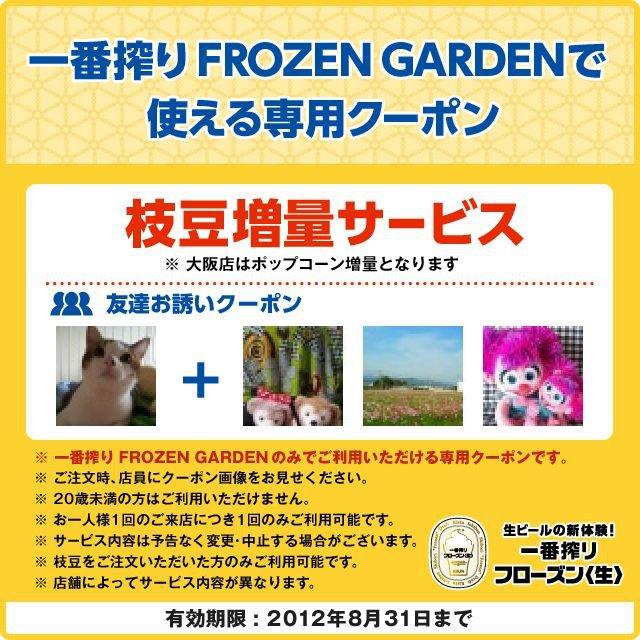 一番搾り FROZEN GARDENで
使える専用クーポン
枝豆増量サービス
※ 大阪店はポップコーン増量となります
友達お誘いクーポン
+
※ 一番搾り FROZEN GARDEN のみでご利用いただける専用クーポンです。
※ ご注文時、店員にクーポン画像をお見せください。
※ 20歳未満の方はご利用いただけません。
※ お一人様1回のご来店につき1回のみご利用可能です。
※ サービス内容は予告なく変更・中止する場合がございます。
※ 枝豆をご注文いただいた方のみご利用可能です。
※ 店舗によってサービス内容が異なります。
一番搾り
フローズン〈生〉
KIRIN
生ビールの新体験!
一番搾り
フローズン〈生〉
有効期限：2012年8月31日まで